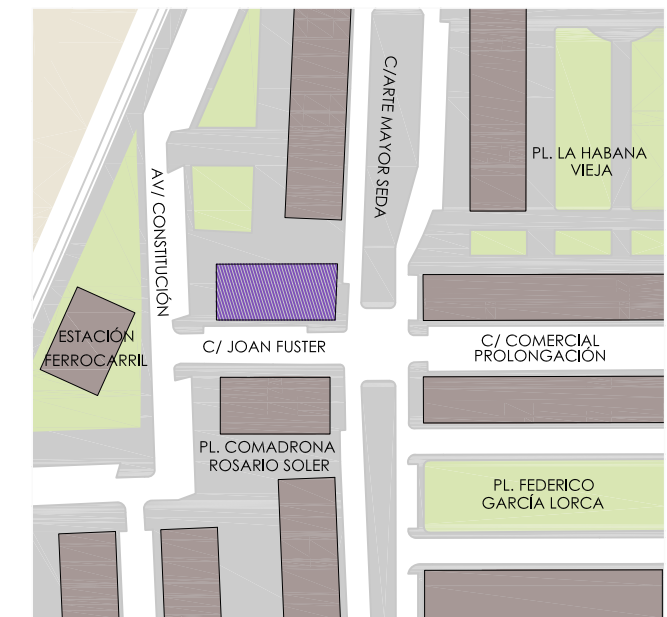 C/ARTE MAYOR SEDA
PL. LA HABANA
VIEJA
AV/ CONSTITUCIÓN
ESTACIÓN
FERROCARRIL
C/ JOAN FUSTER
C/ COMERCIAL
PROLONGACIÓN
PL. COMADRONA
ROSARIO SOLER
PL. FEDERICO
GARCÍA LORCA